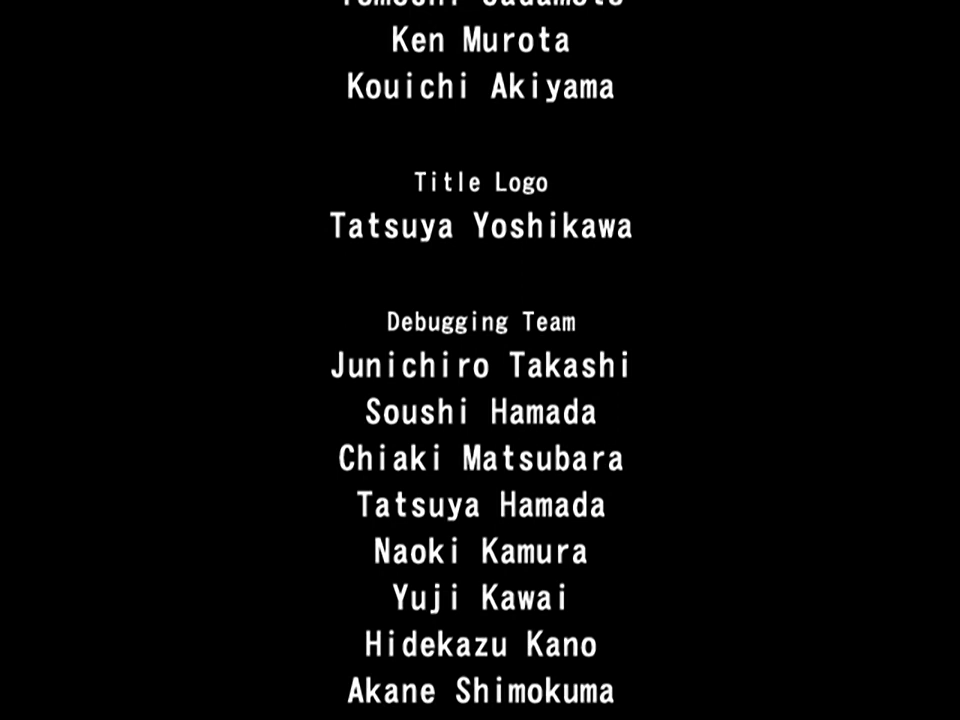 Ken Murota
Kouichi Akiyama
Title Logo
Tatsuya Yoshikawa
Debugging Team
Junichiro Takashi
Soushi Hamada
Chiaki Matsubara
Tatsuya Hamada
Naoki Kamura
Yuji Kawai
Hidekazu Kano
Akane Shimokuma